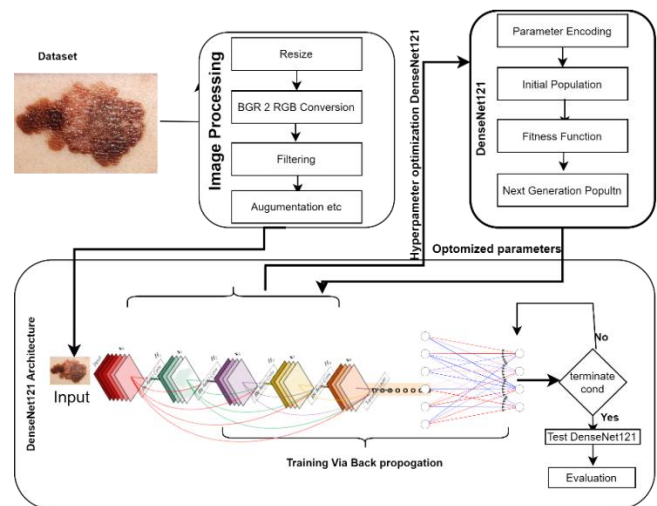 Dataset
Image Processing
Resize
BGR 2 RGB Conversion
Filtering
Augumentation etc
Hyperpameter optimization DenseNet121
DenseNet121
Parameter Encoding
Initial Population
Fitness Function
Next Generation Popultn
Optomized parameters
DenseNet121 Architecture
Input
Input
Training Via Back propogation
No
terminate
cond
Yes
Test DenseNet121
Evaluation